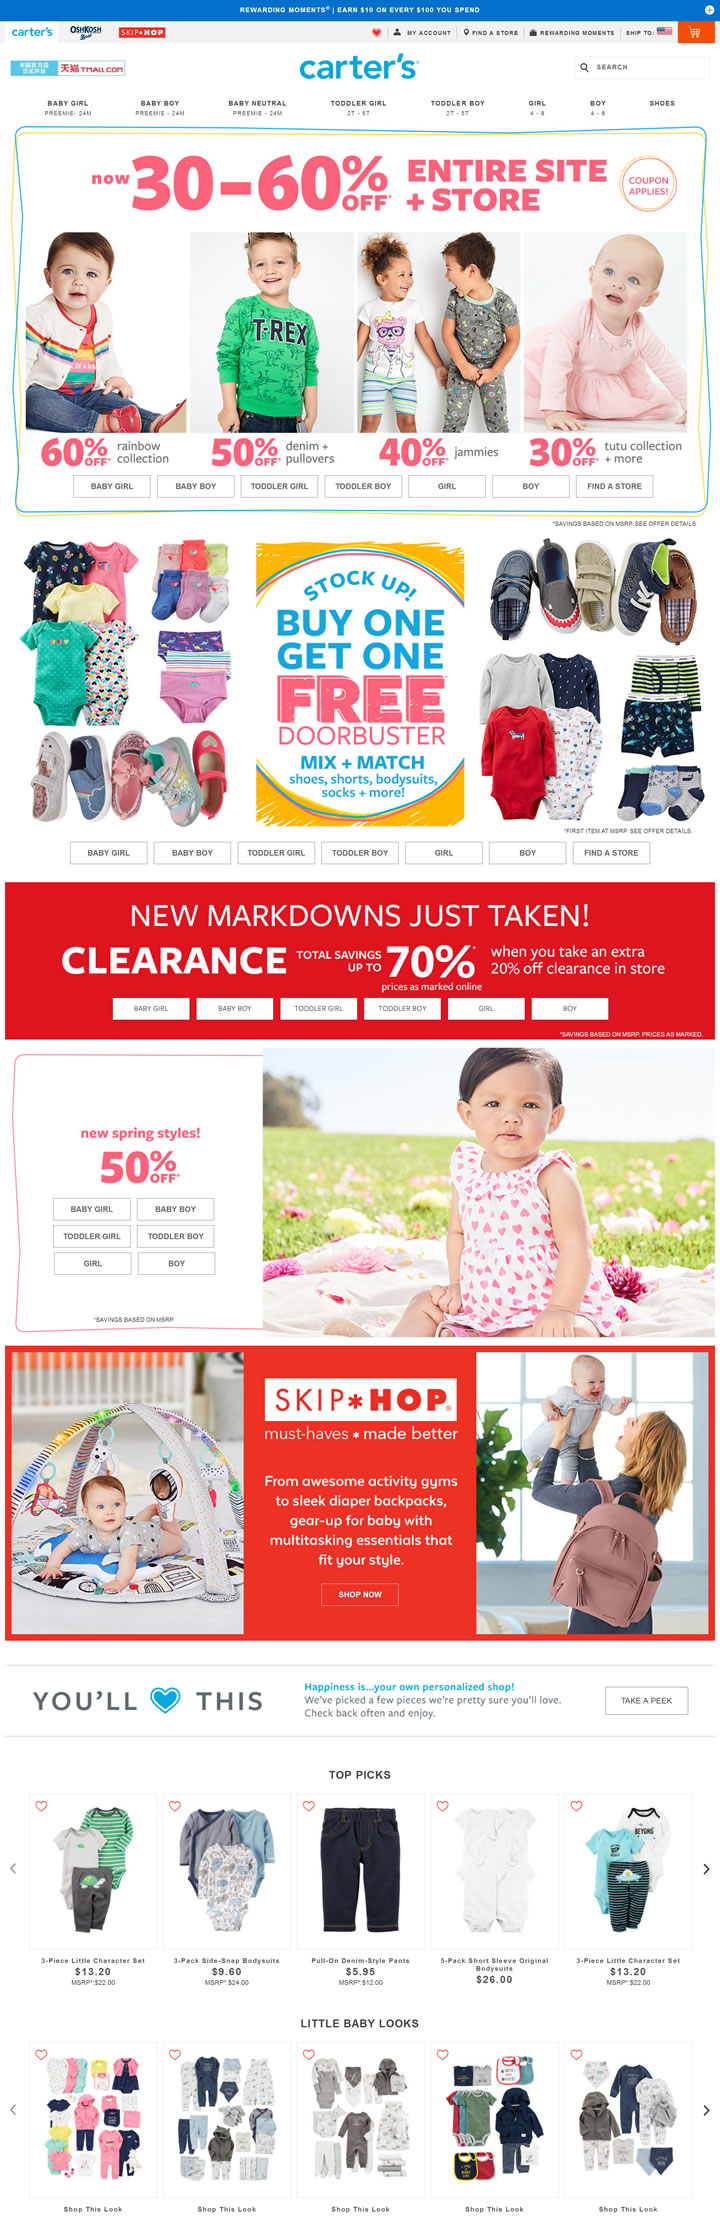 REWARDING MOMENTS® | EARN $10 ON EVERY $100 YOU SPEND
carter's OSHKOSH B'gosh SKIP*HOP
MY ACCOUNT FIND A STORE REWARDING MOMENTS SHIP TO:
天猫 TMALL.COM
carter's
SEARCH
BABY GIRL BABY BOY BABY NEUTRAL TODDLER GIRL TODDLER BOY GIRL BOY SHOES
PREEMIE - 24M PREEMIE - 24M PREEMIE - 24M 2T - 5T 2T - 5T 4 - 8 4 - 8
now 30-60% OFF* ENTIRE SITE + STORE
COUPON APPLIES!
T-REX
60% OFF* rainbow collection
50% OFF* denim + pullovers
40% OFF* jammies
30% OFF* tutu collection + more
BABY GIRL BABY BOY TODDLER GIRL TODDLER BOY GIRL BOY FIND A STORE
*SAVINGS BASED ON MSRP. SEE OFFER DETAILS.
STOCK UP!
BUY ONE
GET ONE
FREE*
DOORBUSTER
MIX + MATCH
shoes, shorts, bodysuits,
socks + more!
*FIRST ITEM AT MSRP. SEE OFFER DETAILS.
BABY GIRL BABY BOY TODDLER GIRL TODDLER BOY GIRL BOY FIND A STORE
NEW MARKDOWNS JUST TAKEN!
CLEARANCE TOTAL SAVINGS UP TO 70%* when you take an extra 20% off clearance in store
prices as marked online
BABY GIRL BABY BOY TODDLER GIRL TODDLER BOY GIRL BOY
*SAVINGS BASED ON MSRP. PRICES AS MARKED.
new spring styles!
50% OFF*
BABY GIRL BABY BOY
TODDLER GIRL TODDLER BOY
GIRL BOY
*SAVINGS BASED ON MSRP.
SKIP*HOP®
must-haves * made better
From awesome activity gyms
to sleek diaper backpacks,
gear-up for baby with
multitasking essentials that
fit your style.
SHOP NOW
YOU'LL THIS
Happiness is...your own personalized shop!
We've picked a few pieces we're pretty sure you'll love.
Check back often and enjoy.
TAKE A PEEK
TOP PICKS
3-Piece Little Character Set
$13.20
MSRP*:$22.00
3-Pack Side-Snap Bodysuits
$9.60
MSRP*:$24.00
Pull-On Denim-Style Pants
$5.95
MSRP*:$12.00
5-Pack Short Sleeve Original
Bodysuits
$26.00
3-Piece Little Character Set
$13.20
MSRP*:$22.00
LITTLE BABY LOOKS
Shop This Look Shop This Look Shop This Look Shop This Look Shop This Look